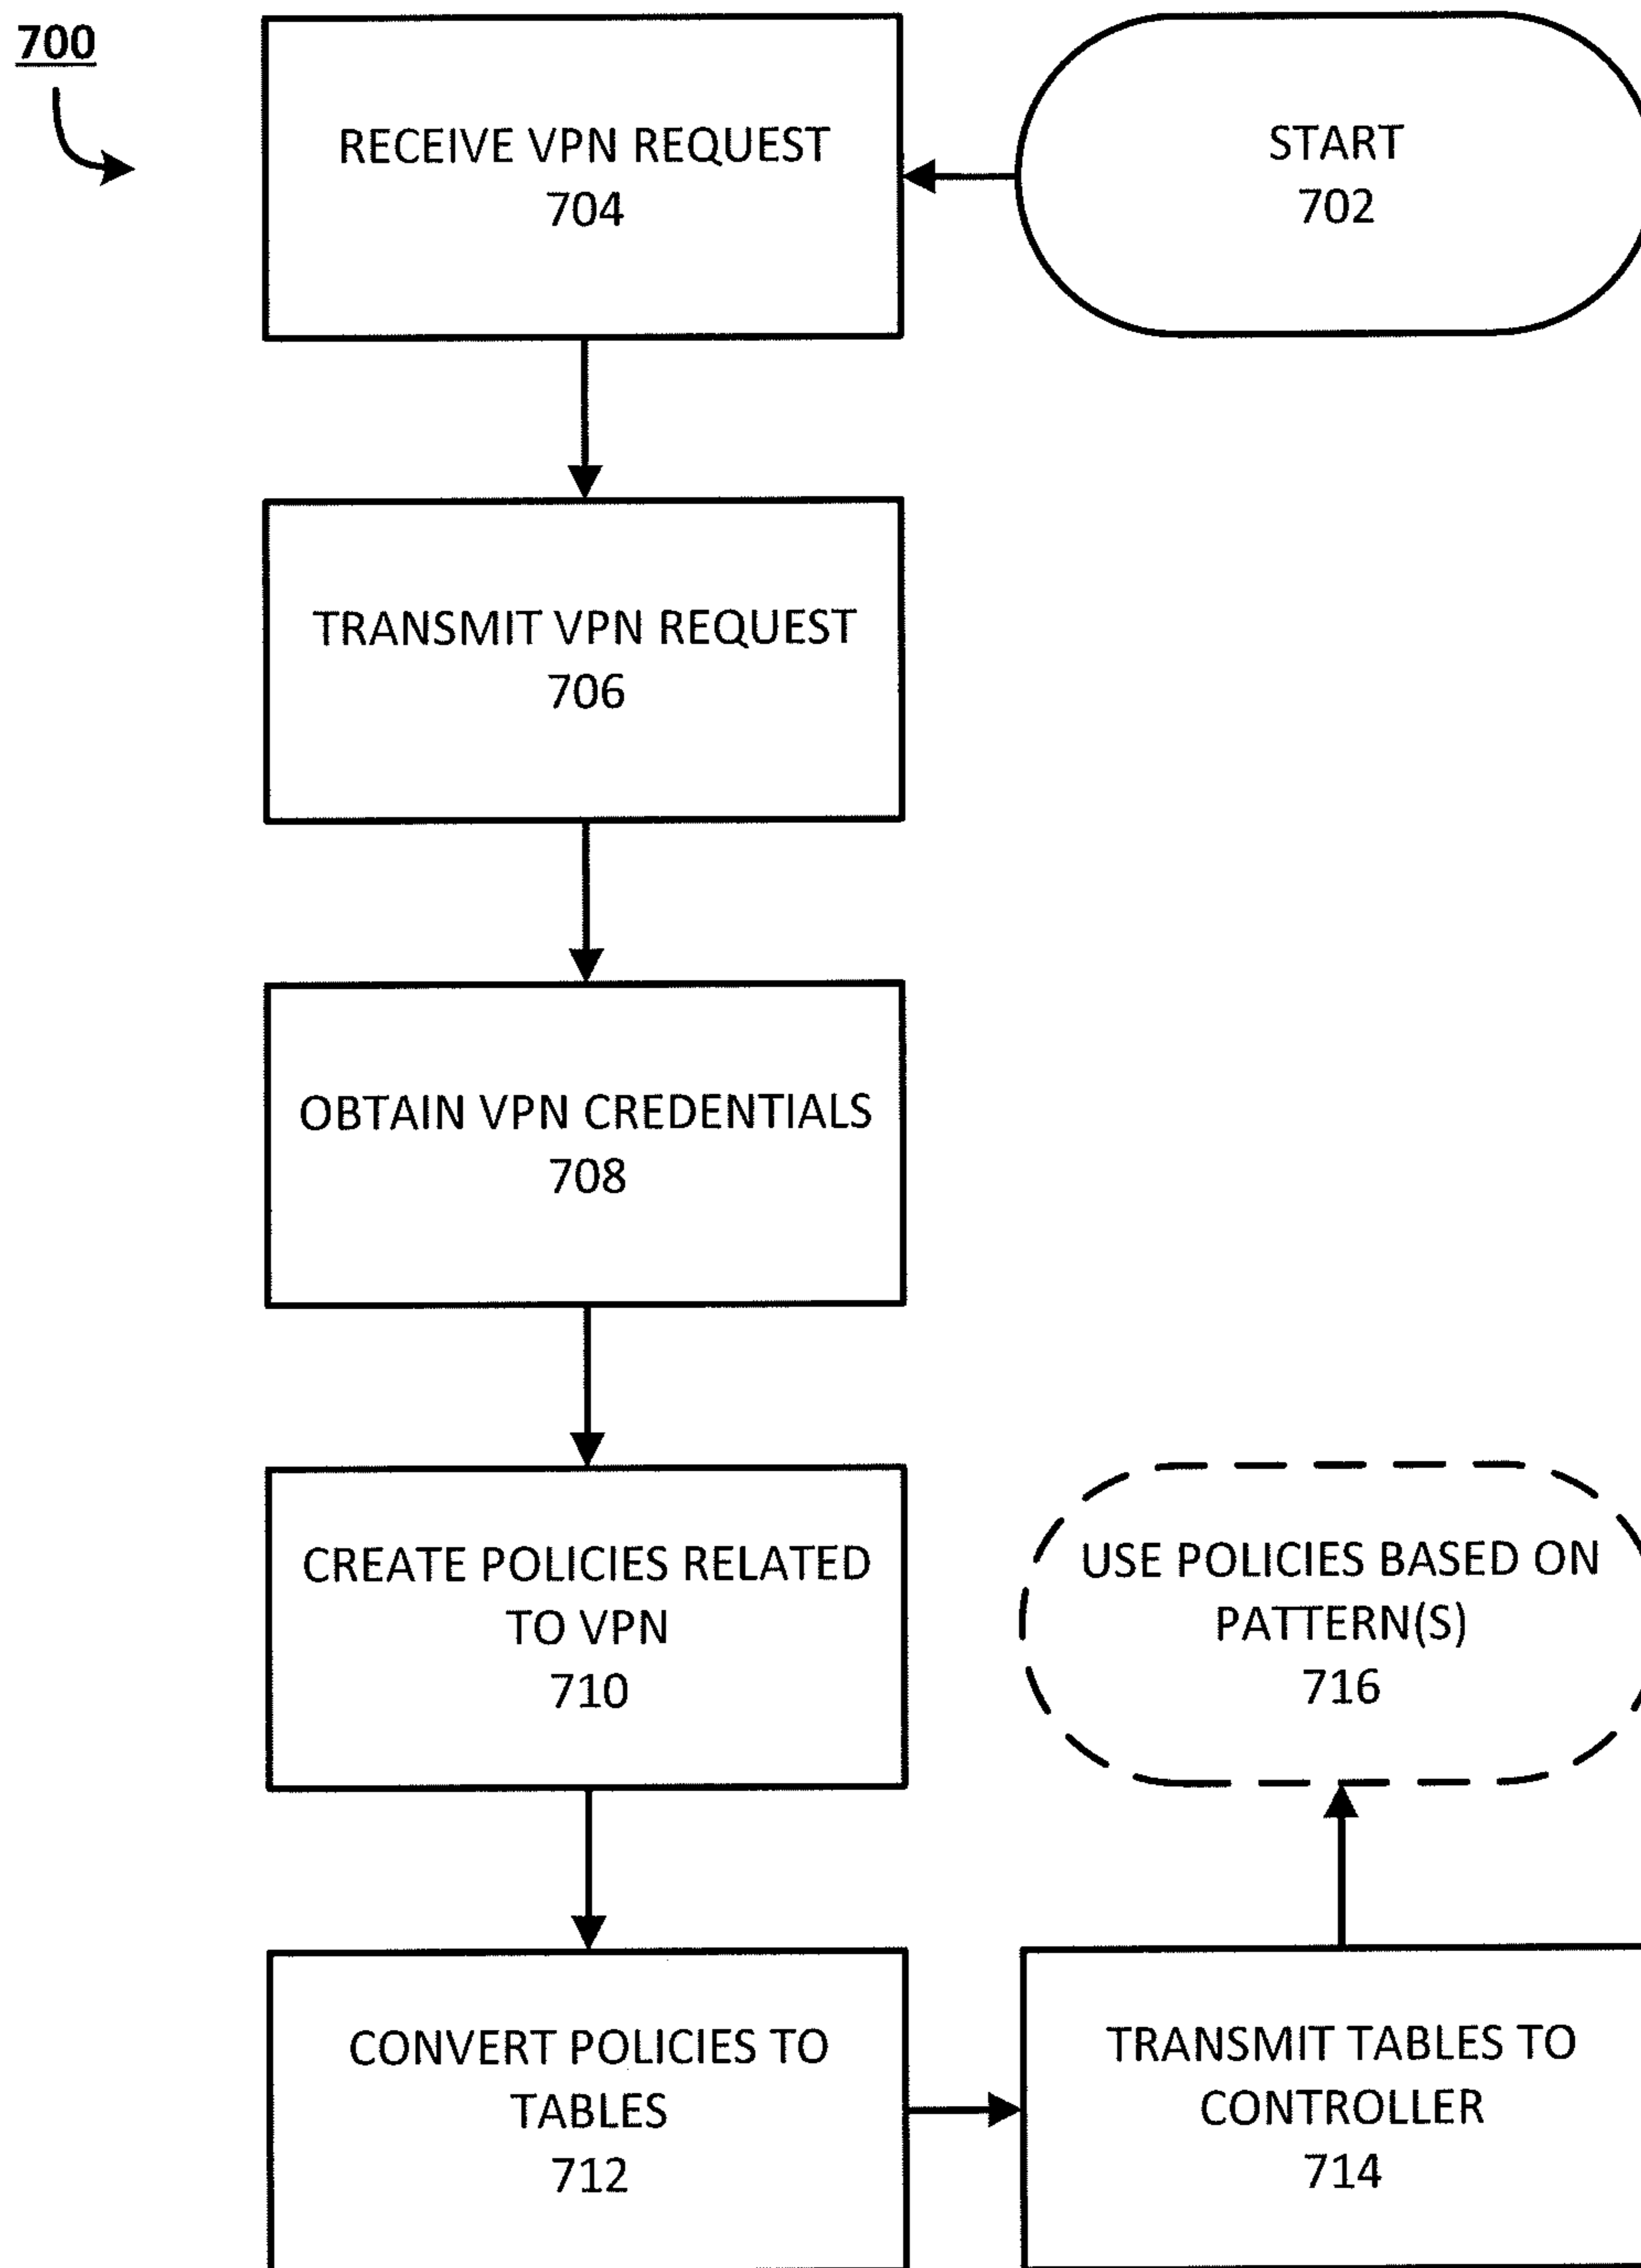 700
RECEIVE VPN REQUEST
704
START
702
TRANSMIT VPN REQUEST
706
OBTAIN VPN CREDENTIALS
708
CREATE POLICIES RELATED
TO VPN
710
USE POLICIES BASED ON
PATTERN(S)
716
CONVERT POLICIES TO
TABLES
712
TRANSMIT TABLES TO
CONTROLLER
714